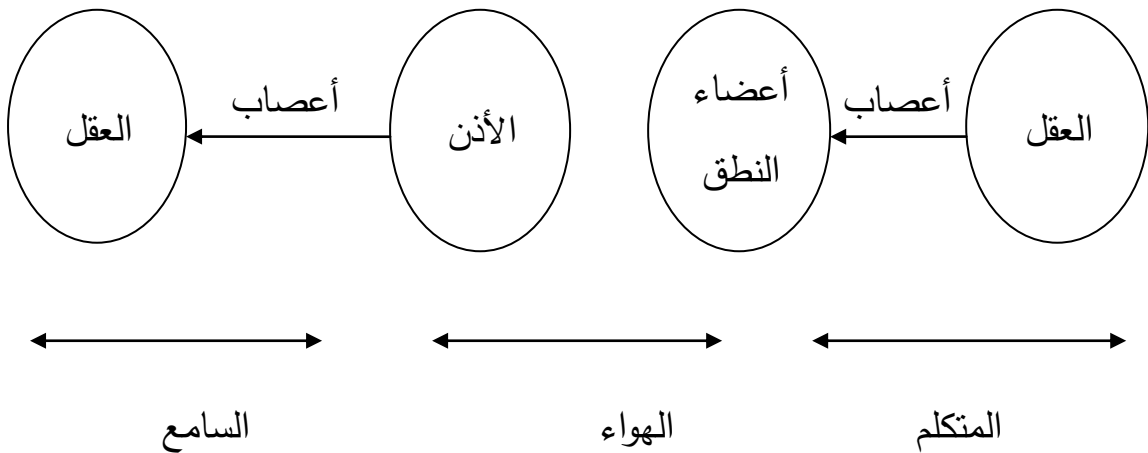 العقل
أعصاب
أعضاء
النطق
الأذن
أعصاب
العقل
المتكلم
الهواء
السامع